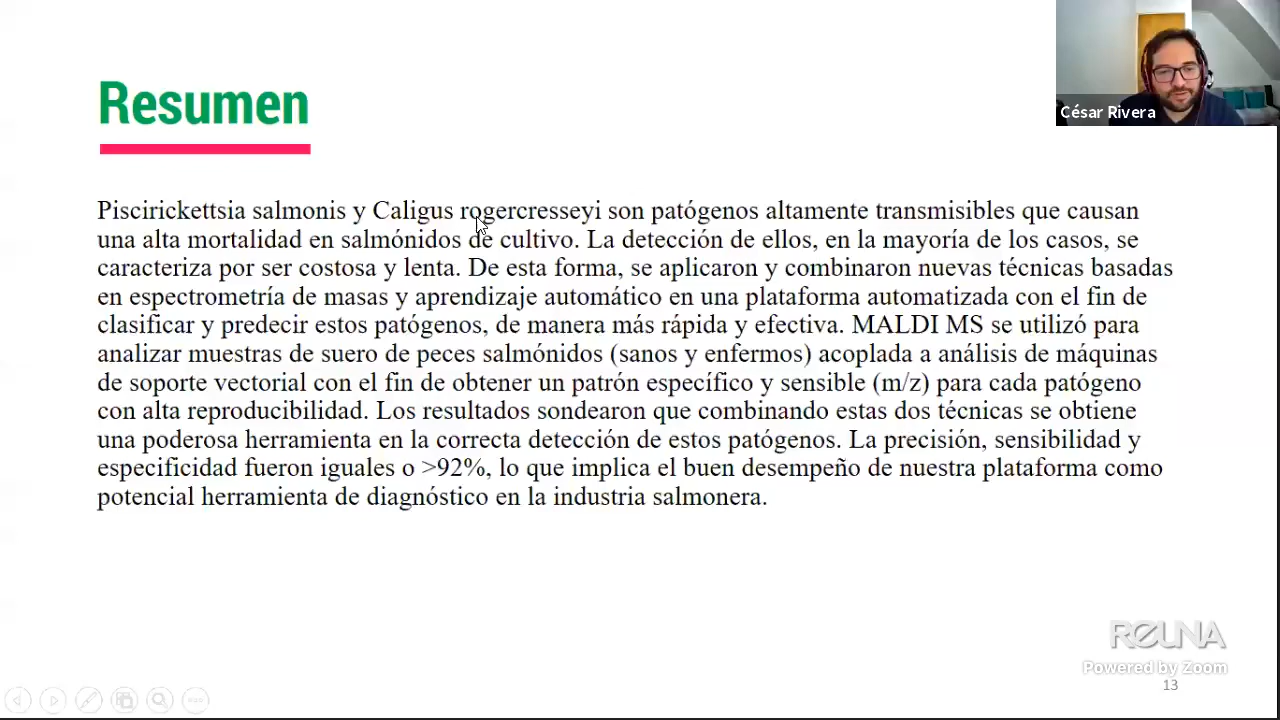 Resumen
César Rivera
Piscirickettsia salmonis y Caligus rogercresseyi son patógenos altamente transmisibles que causan
una alta mortalidad en salmónidos de cultivo. La detección de ellos, en la mayoría de los casos, se
caracteriza por ser costosa y lenta. De esta forma, se aplicaron y combinaron nuevas técnicas basadas
en espectrometría de masas y aprendizaje automático en una plataforma automatizada con el fin de
clasificar y predecir estos patógenos, de manera más rápida y efectiva. MALDI MS se utilizó para
analizar muestras de suero de peces salmónidos (sanos y enfermos) acoplada a análisis de máquinas
de soporte vectorial con el fin de obtener un patrón específico y sensible (m/z) para cada patógeno
con alta reproducibilidad. Los resultados sondearon que combinando estas dos técnicas se obtiene
una poderosa herramienta en la correcta detección de estos patógenos. La precisión, sensibilidad y
especificidad fueron iguales o >92%, lo que implica el buen desempeño de nuestra plataforma como
potencial herramienta de diagnóstico en la industria salmonera.
REUNA
Powered by Zoom
13